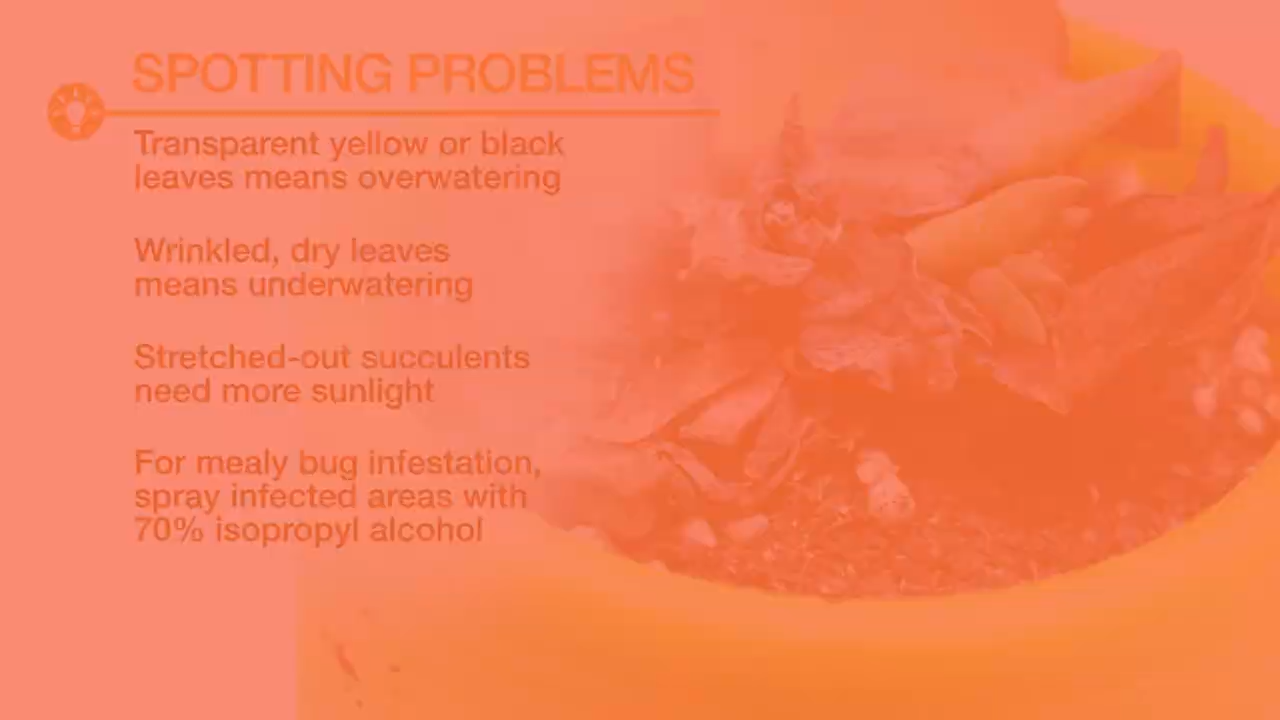 SPOTTING PROBLEMS
Transparent yellow or black
leaves means overwatering
Wrinkled, dry leaves
means underwatering
Stretched-out succulents
need more sunlight
For mealy bug infestation,
spray infected areas with
70% isopropyl alcohol